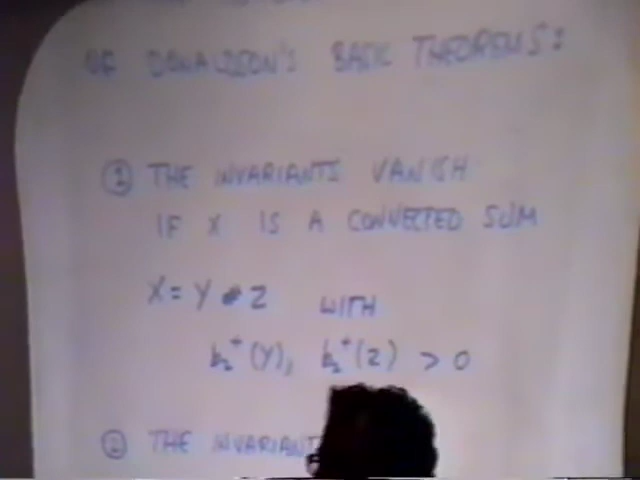 OF DONALDSON'S BASIC THEOREMS:
① THE INVARIANTS VANISH
IF X IS A CONNECTED SUM
X = Y # Z WITH
b₂⁺(Y), b₂⁺(Z) > 0
② THE INVARIANT